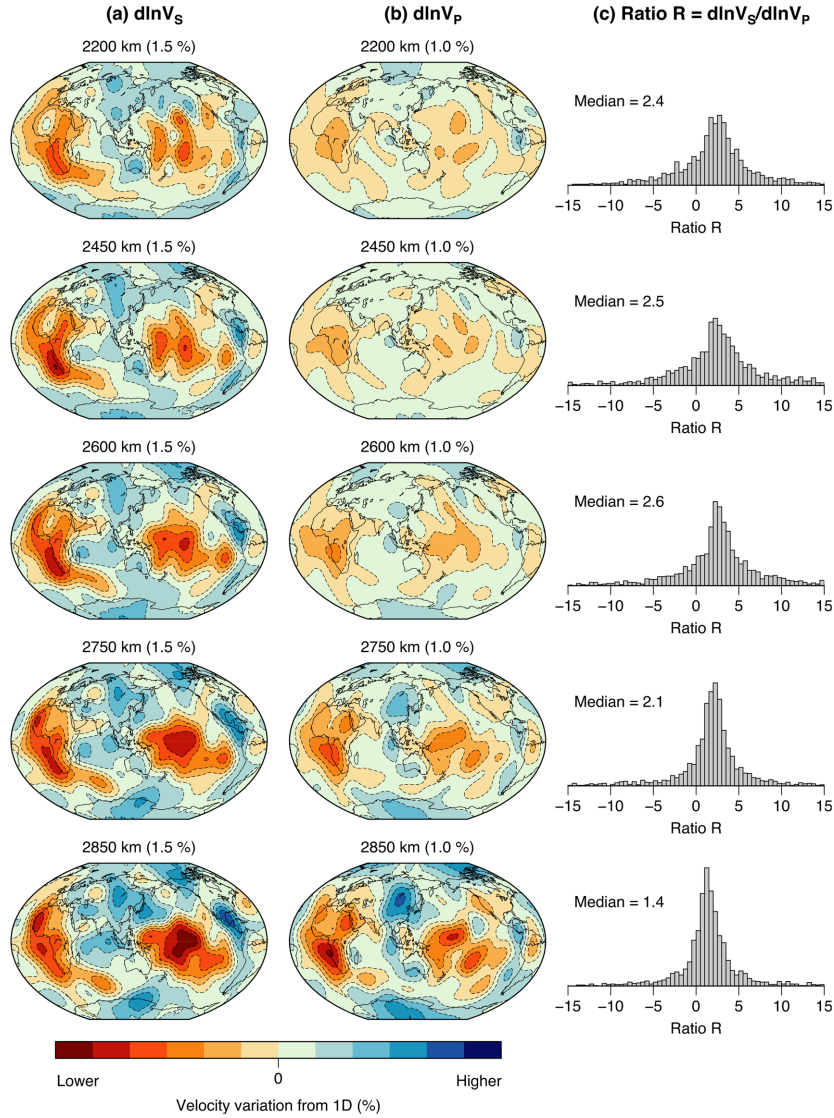 (a) dlnVS
(b) dlnVP
(c) Ratio R = dlnVS/dlnVP
2200 km (1.5 %)
2200 km (1.0 %)
Median = 2.4
−15 −10 −5 0 5 10 15
Ratio R
2450 km (1.5 %)
2450 km (1.0 %)
Median = 2.5
−15 −10 −5 0 5 10 15
Ratio R
2600 km (1.5 %)
2600 km (1.0 %)
Median = 2.6
−15 −10 −5 0 5 10 15
Ratio R
2750 km (1.5 %)
2750 km (1.0 %)
Median = 2.1
−15 −10 −5 0 5 10 15
Ratio R
2850 km (1.5 %)
2850 km (1.0 %)
Median = 1.4
−15 −10 −5 0 5 10 15
Ratio R
Lower 0 Higher
Velocity variation from 1D (%)